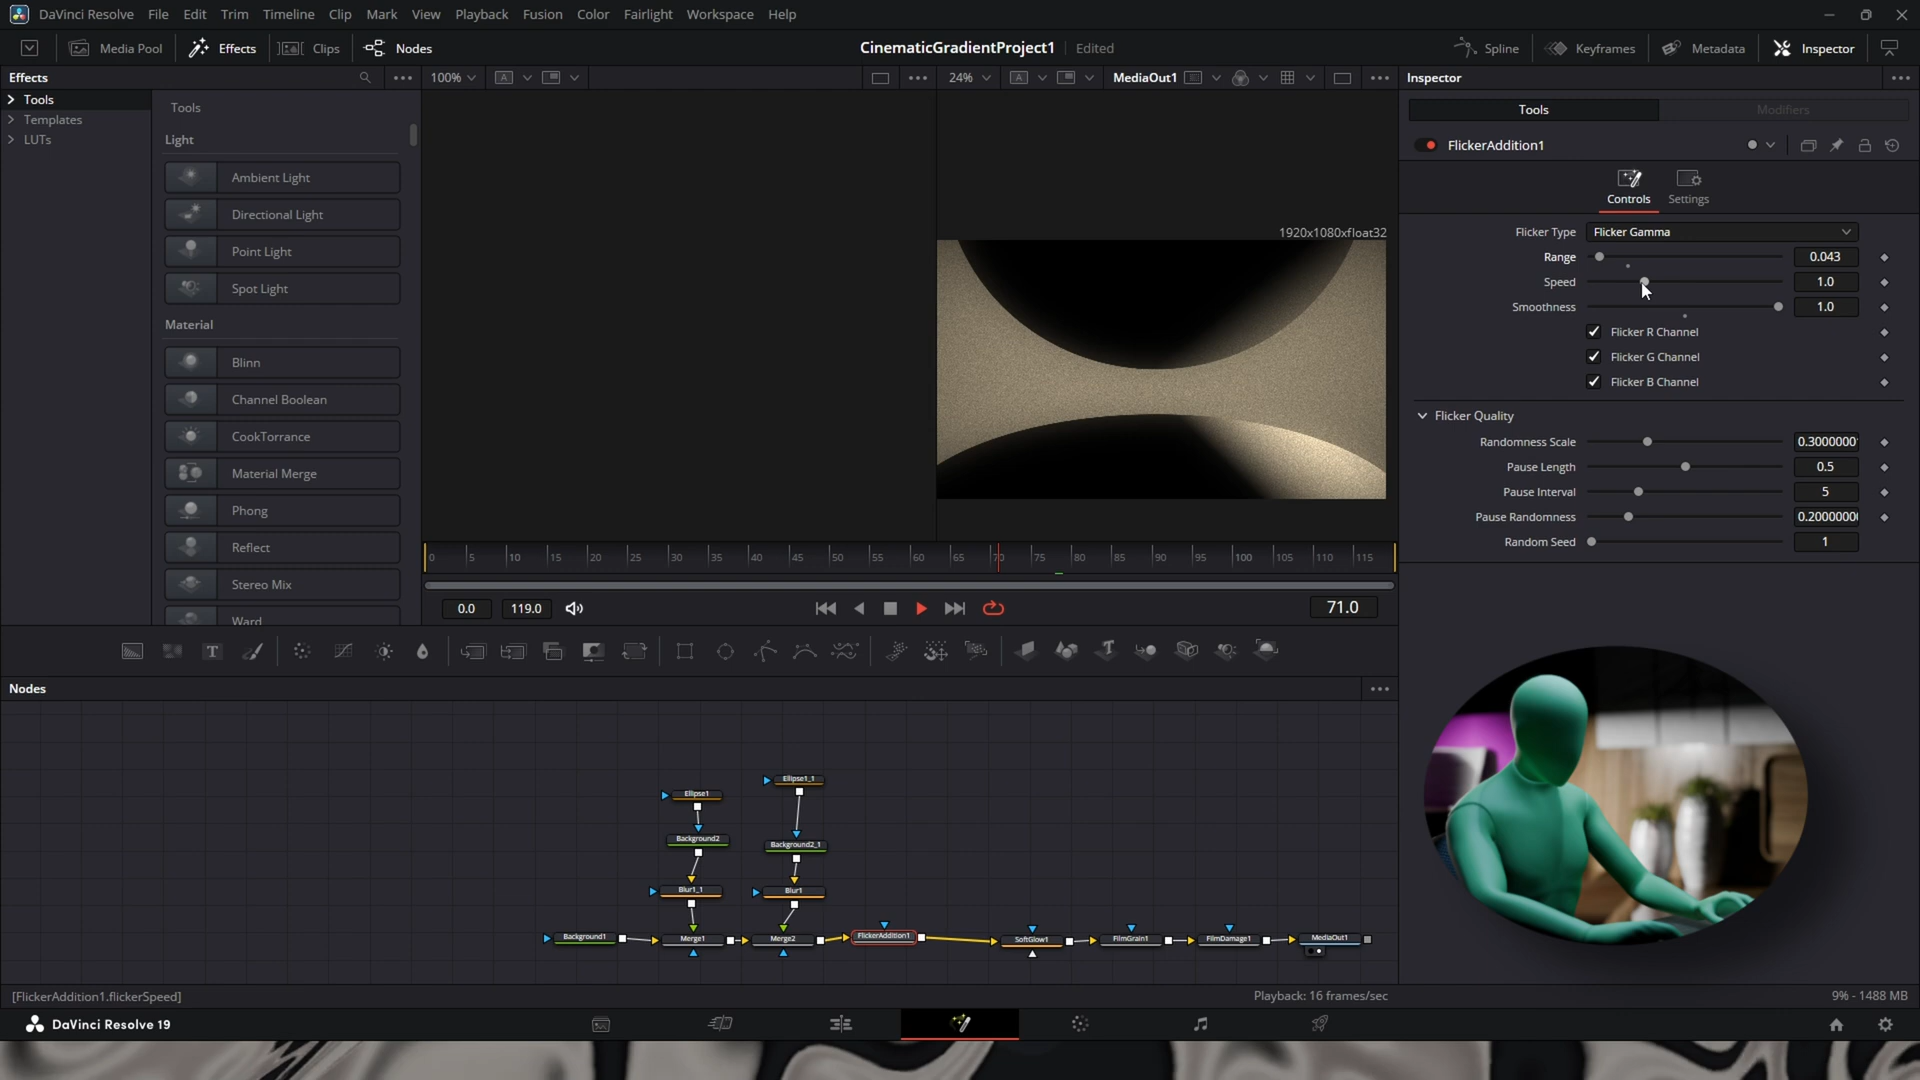 DaVinci Resolve File Edit Trim Timeline Clip Mark View Playback Fusion Color Fairlight Workspace Help
Media Pool Effects Clips Nodes CinematicGradientProject1 Edited Spline Keyframes Metadata Inspector
Effects 100% 24% MediaOut1 Inspector
Tools
Templates
LUTs
Tools
Light
Ambient Light
Directional Light
Point Light
Spot Light
Material
Blinn
Channel Boolean
CookTorrance
Material Merge
Phong
Reflect
Stereo Mix
Ward
1920x1080xfloat32
0 5 10 15 20 25 30 35 40 45 50 55 60 65 70 75 80 85 90 95 100 105 110 115
0.0 119.0 71.0
Tools Modifiers
FlickerAddition1
Controls Settings
Flicker Type Flicker Gamma
Range 0.043
Speed 1.0
Smoothness 1.0
Flicker R Channel
Flicker G Channel
Flicker B Channel
Flicker Quality
Randomness Scale 0.3000000
Pause Length 0.5
Pause Interval 5
Pause Randomness 0.2000000
Random Seed 1
Nodes
Ellipse1 Ellipse1_1
Background2 Background2_1
Blur1_1 Blur1
Background1 Merge1 Merge2 FlickerAddition1 SoftGlow1 FilmGrain1 FilmDamage1 MediaOut1
[FlickerAddition1.flickerSpeed] Playback: 16 frames/sec 9% - 1488 MB
DaVinci Resolve 19